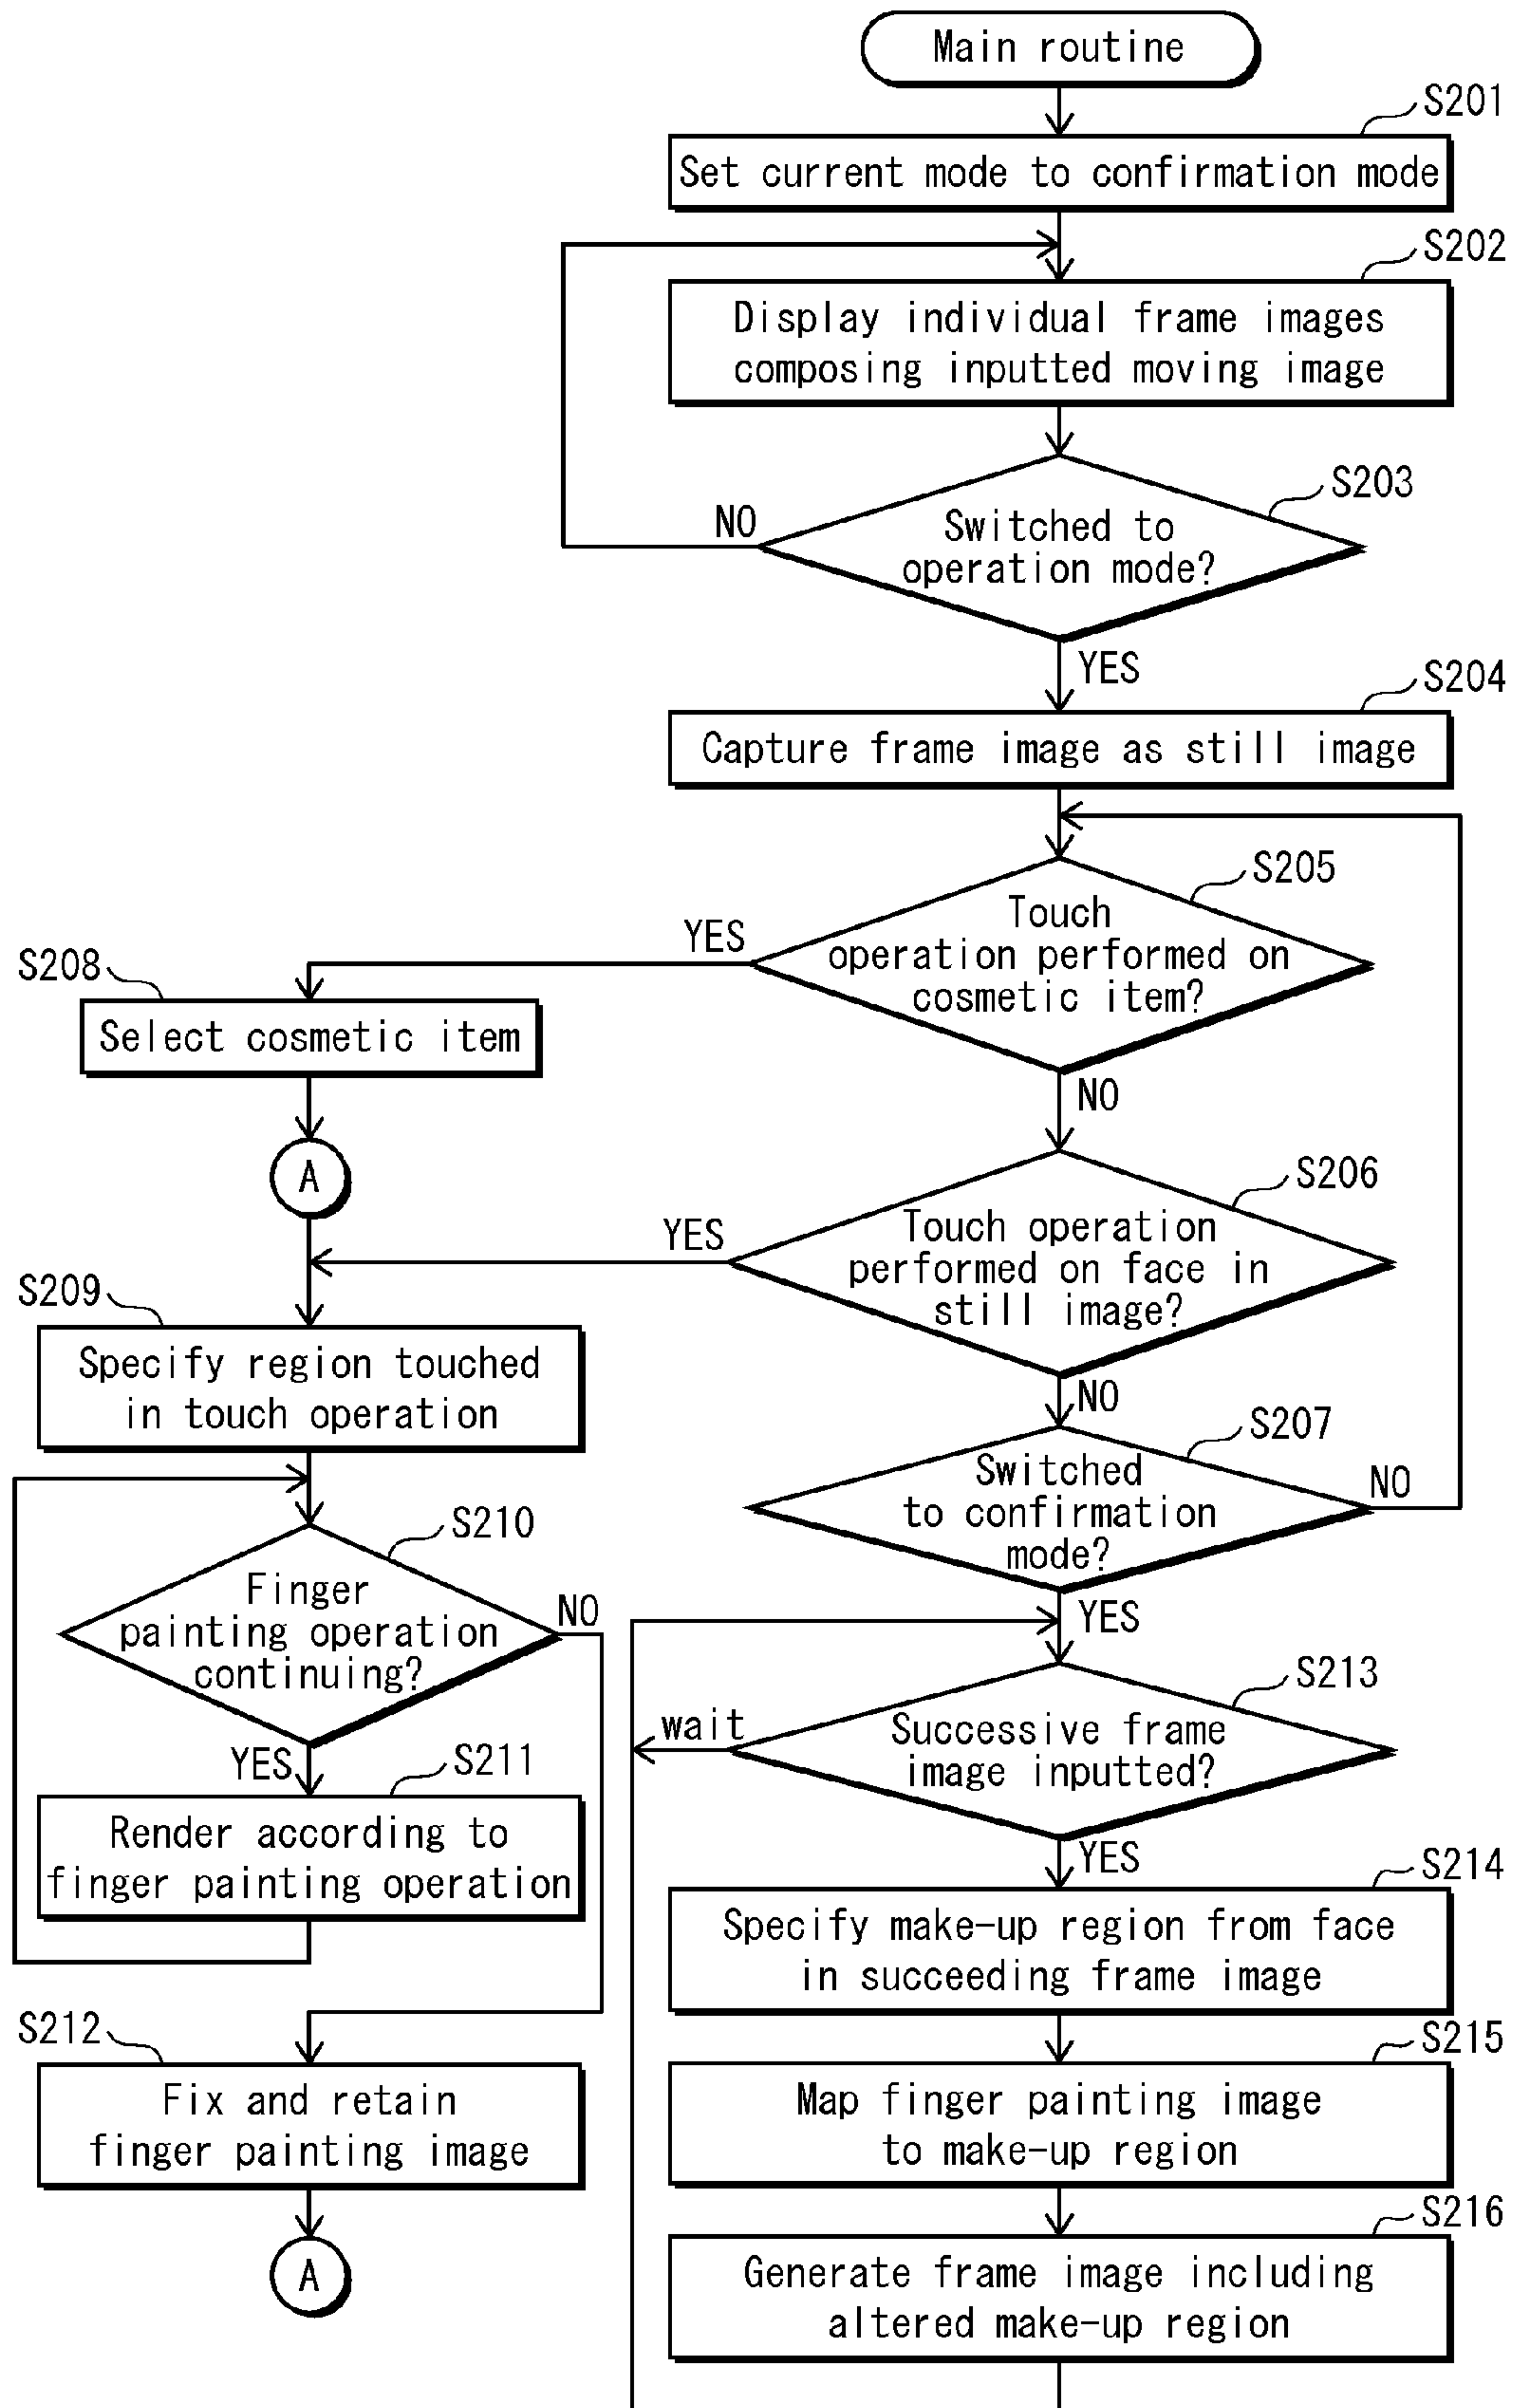 Main routine
S201
Set current mode to confirmation mode
S202
Display individual frame images
composing inputted moving image
S203
Switched to
operation mode?
NO
YES
S204
Capture frame image as still image
S205
Touch
operation performed on
cosmetic item?
YES
NO
S208
Select cosmetic item
A
S206
Touch operation
performed on face in
still image?
YES
NO
S209
Specify region touched
in touch operation
S207
Switched
to confirmation
mode?
NO
YES
S210
Finger
painting operation
continuing?
NO
YES
S211
Render according to
finger painting operation
S212
Fix and retain
finger painting image
A
S213
Successive frame
image inputted?
wait
YES
S214
Specify make-up region from face
in succeeding frame image
S215
Map finger painting image
to make-up region
S216
Generate frame image including
altered make-up region